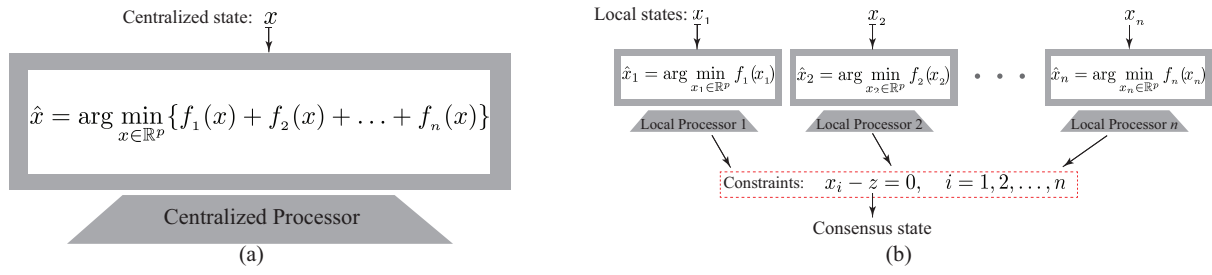 Centralized state: x
x̂ = arg min_{x∈ℝ^p} {f_1(x) + f_2(x) + … + f_n(x)}
Centralized Processor
(a)
Local states: x_1 x_2 x_n
x̂_1 = arg min_{x_1∈ℝ^p} f_1(x_1)
x̂_2 = arg min_{x_2∈ℝ^p} f_2(x_2)
• • •
x̂_n = arg min_{x_n∈ℝ^p} f_n(x_n)
Local Processor 1
Local Processor 2
Local Processor n
Constraints: x_i − z = 0, i = 1, 2, …, n
Consensus state
(b)